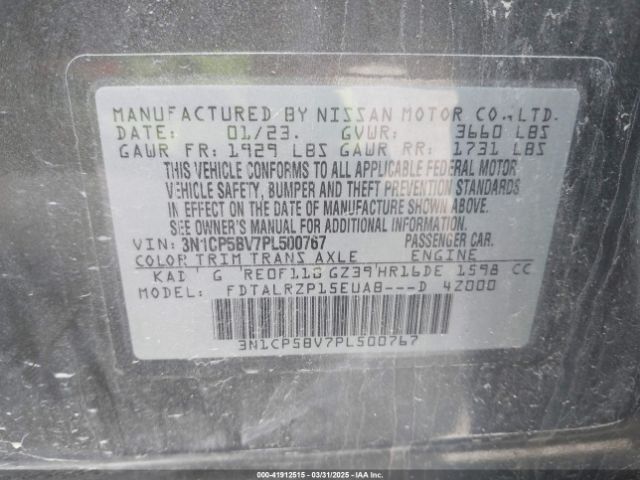 MANUFACTURED BY NISSAN MOTOR CO.,LTD.
DATE: 01/23. GVWR: 3660 LBS
GAWR FR: 1929 LBS GAWR RR: 1731 LBS
THIS VEHICLE CONFORMS TO ALL APPLICABLE FEDERAL MOTOR
VEHICLE SAFETY, BUMPER AND THEFT PREVENTION STANDARDS
IN EFFECT ON THE DATE OF MANUFACTURE SHOWN ABOVE.
SEE OWNER'S MANUAL FOR ADDITIONAL INFORMATION
VIN: 3N1CP5BV7PL500767 PASSENGER CAR.
COLOR TRIM TRANS AXLE ENGINE
KAD G RE0F11B GZ39 HR16DE 1598 CC
MODEL: FDTALRZP15EUAB---D 4Z000
3N1CP5BV7PL500767
000-41912515 - 03/31/2025 - IAAI, Inc.